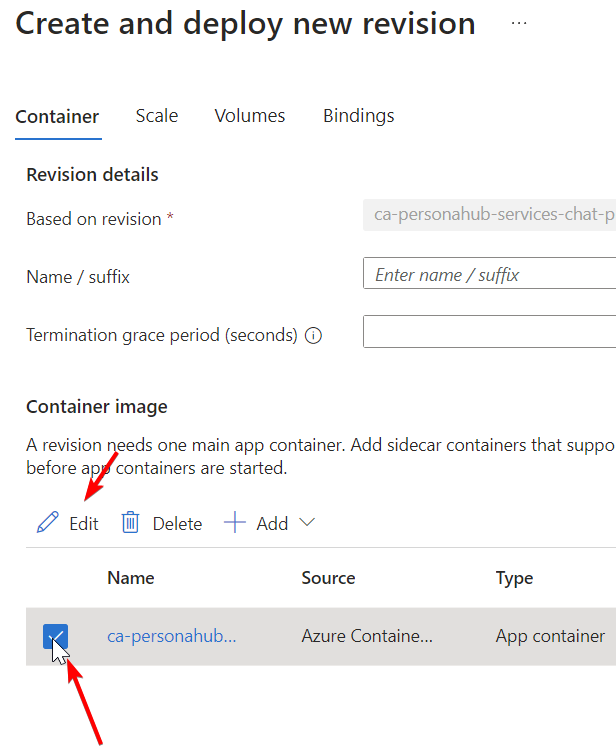 Create and deploy new revision ...
Container Scale Volumes Bindings
Revision details
Based on revision * ca-personahub-services-chat-p
Name / suffix Enter name / suffix
Termination grace period (seconds)
Container image
A revision needs one main app container. Add sidecar containers that suppo
before app containers are started.
Edit Delete Add
Name Source Type
ca-personahub... Azure Containe... App container